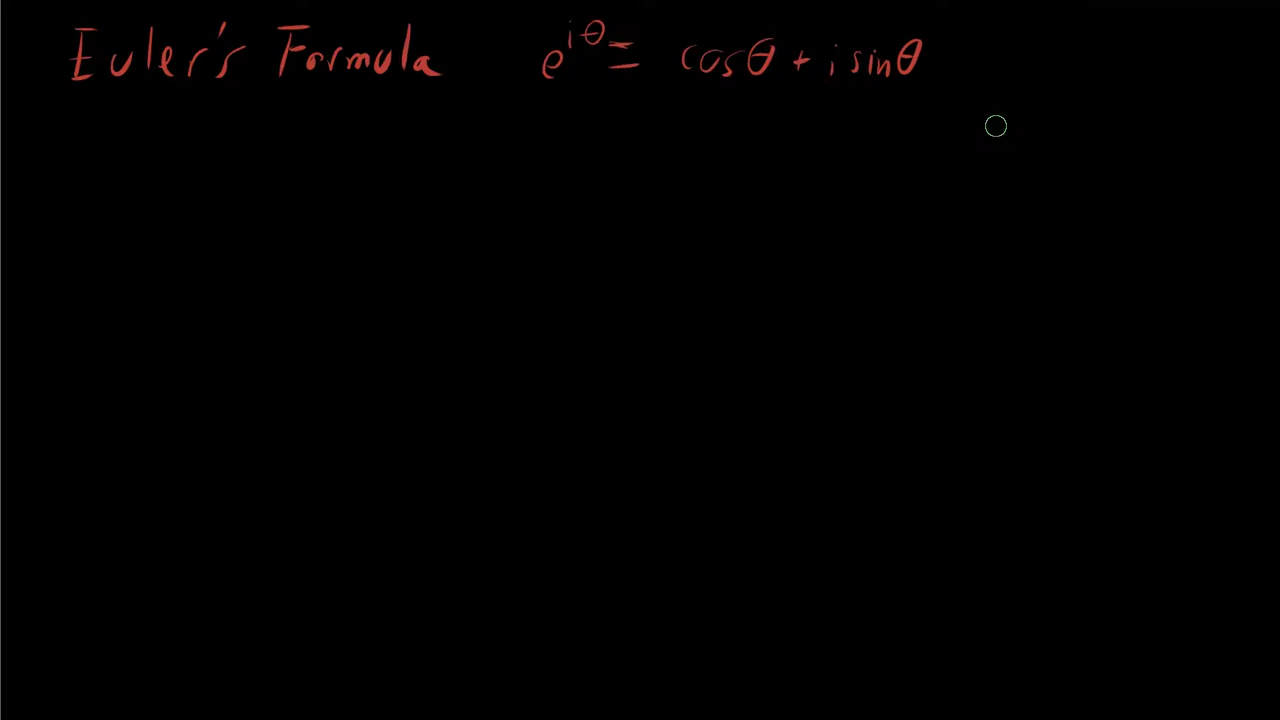 Euler's Formula e^{iθ} = cosθ + i sinθ